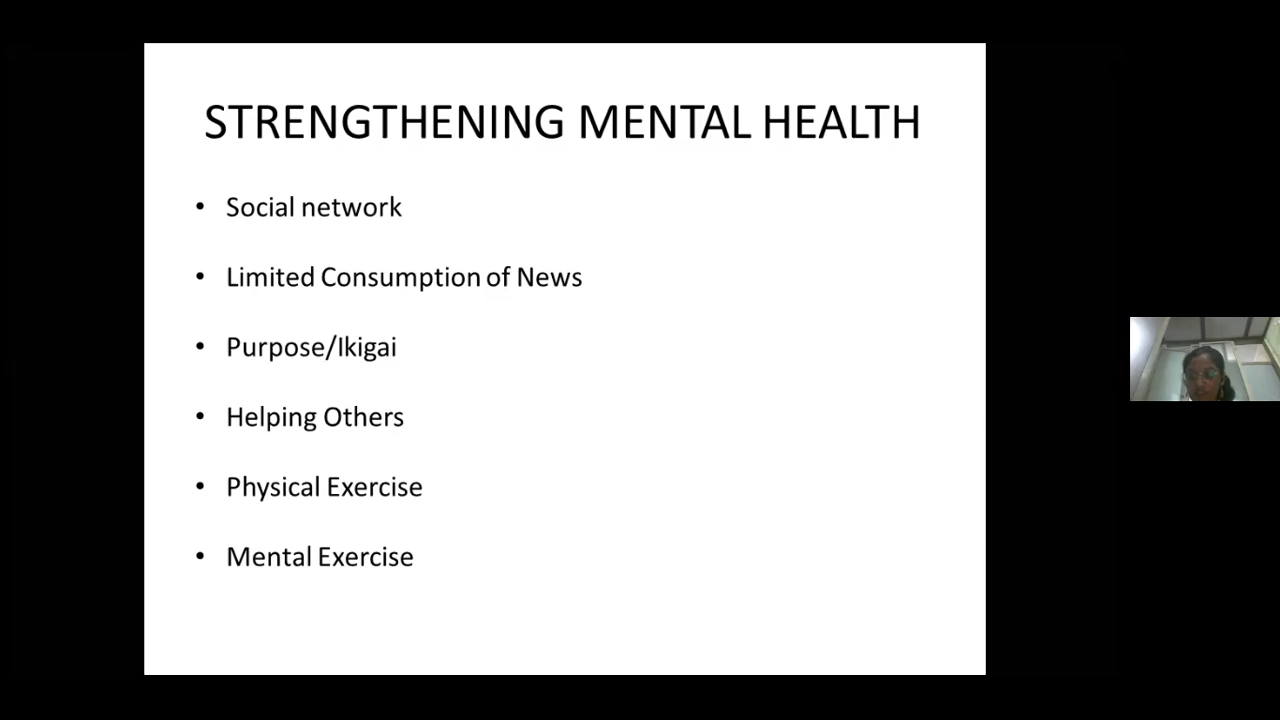 STRENGTHENING MENTAL HEALTH
• Social network
• Limited Consumption of News
• Purpose/Ikigai
• Helping Others
• Physical Exercise
• Mental Exercise